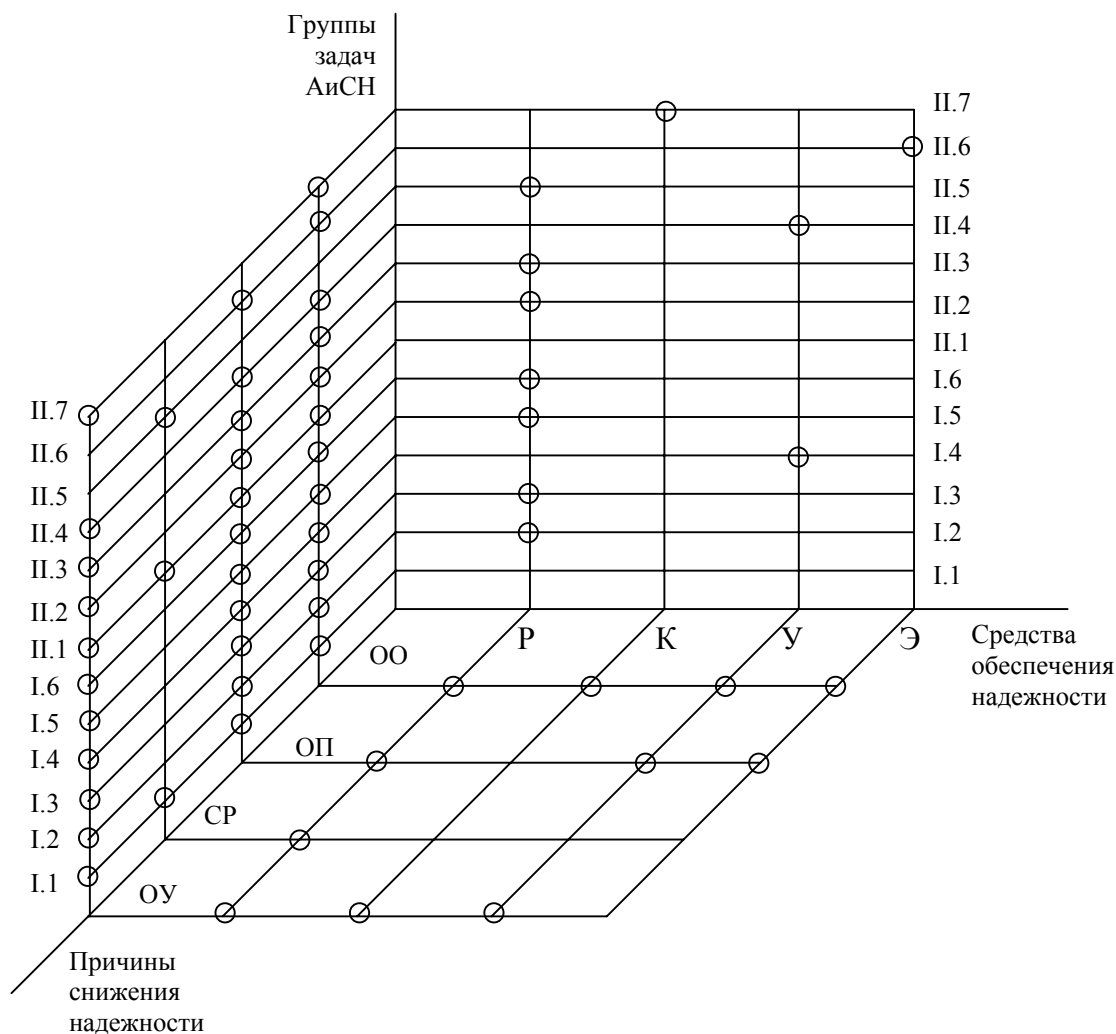 Группы
задач
АиСН
II.7
II.6
II.5
II.4
II.3
II.2
II.1
I.6
I.5
I.4
I.3
I.2
I.1
II.7
II.6
II.5
II.4
II.3
II.2
II.1
I.6
I.5
I.4
I.3
I.2
I.1
Р К У Э
Средства
обеспечения
надежности
ОО
ОП
СР
ОУ
Причины
снижения
надежности